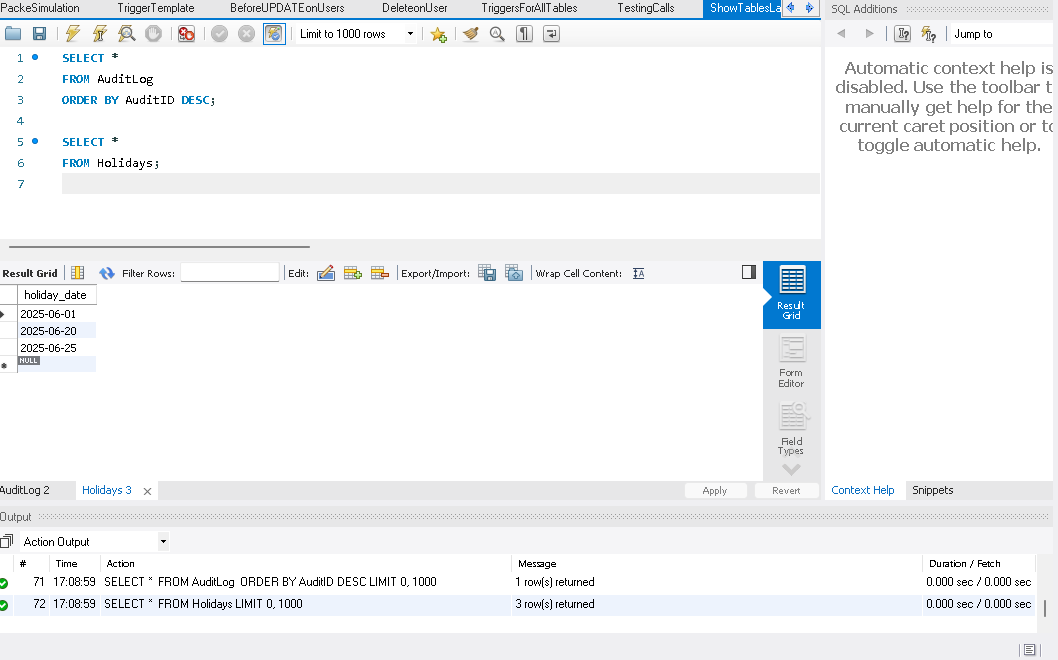 PackeSimulation TriggerTemplate BeforeUPDATEonUsers DeleteonUser TriggersForAllTables TestingCalls ShowTablesLa SQL Additions
Limit to 1000 rows Jump to
1 SELECT *
2 FROM AuditLog
3 ORDER BY AuditID DESC;
4
5 SELECT *
6 FROM Holidays;
7
Automatic context help is
disabled. Use the toolbar t
manually get help for the
current caret position or to
toggle automatic help.
Result Grid Filter Rows: Edit: Export/Import: Wrap Cell Content: IA
holiday_date
2025-06-01
2025-06-20
2025-06-25
NULL
Result
Grid
Form
Editor
Field
Types
AuditLog 2 Holidays 3 Apply Revert Context Help Snippets
Output
Action Output
# Time Action Message Duration / Fetch
71 17:08:59 SELECT * FROM AuditLog ORDER BY AuditID DESC LIMIT 0, 1000 1 row(s) returned 0.000 sec / 0.000 sec
72 17:08:59 SELECT * FROM Holidays LIMIT 0, 1000 3 row(s) returned 0.000 sec / 0.000 sec